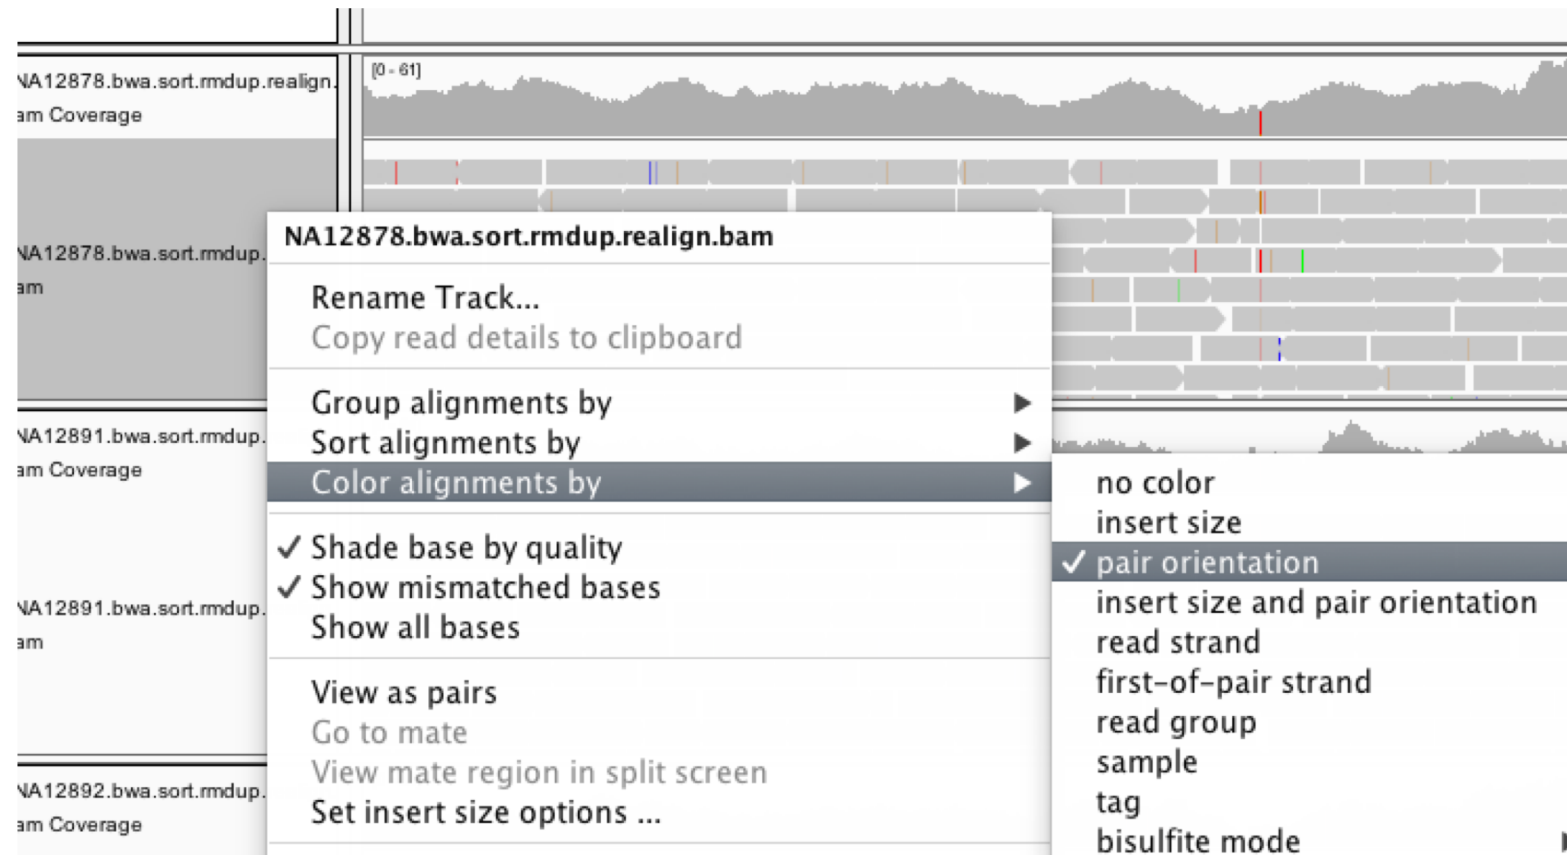 NA12878.bwa.sort.rmdup.realign.
am Coverage
[0 - 61]
NA12878.bwa.sort.rmdup.
am
NA12878.bwa.sort.rmdup.realign.bam
Rename Track...
Copy read details to clipboard
Group alignments by
Sort alignments by
Color alignments by
Shade base by quality
Show mismatched bases
Show all bases
View as pairs
Go to mate
View mate region in split screen
Set insert size options ...
no color
insert size
pair orientation
insert size and pair orientation
read strand
first-of-pair strand
read group
sample
tag
bisulfite mode
NA12891.bwa.sort.rmdup.
am Coverage
NA12891.bwa.sort.rmdup.
am
NA12892.bwa.sort.rmdup.
am Coverage